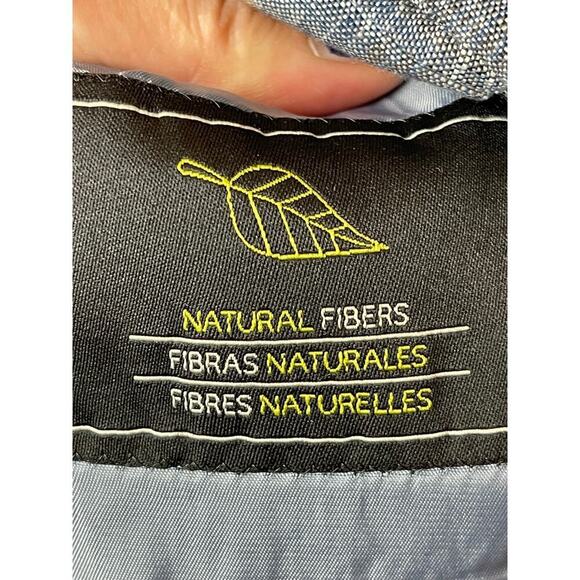 NATURAL FIBERS
FIBRAS NATURALES
FIBRES NATURELLES